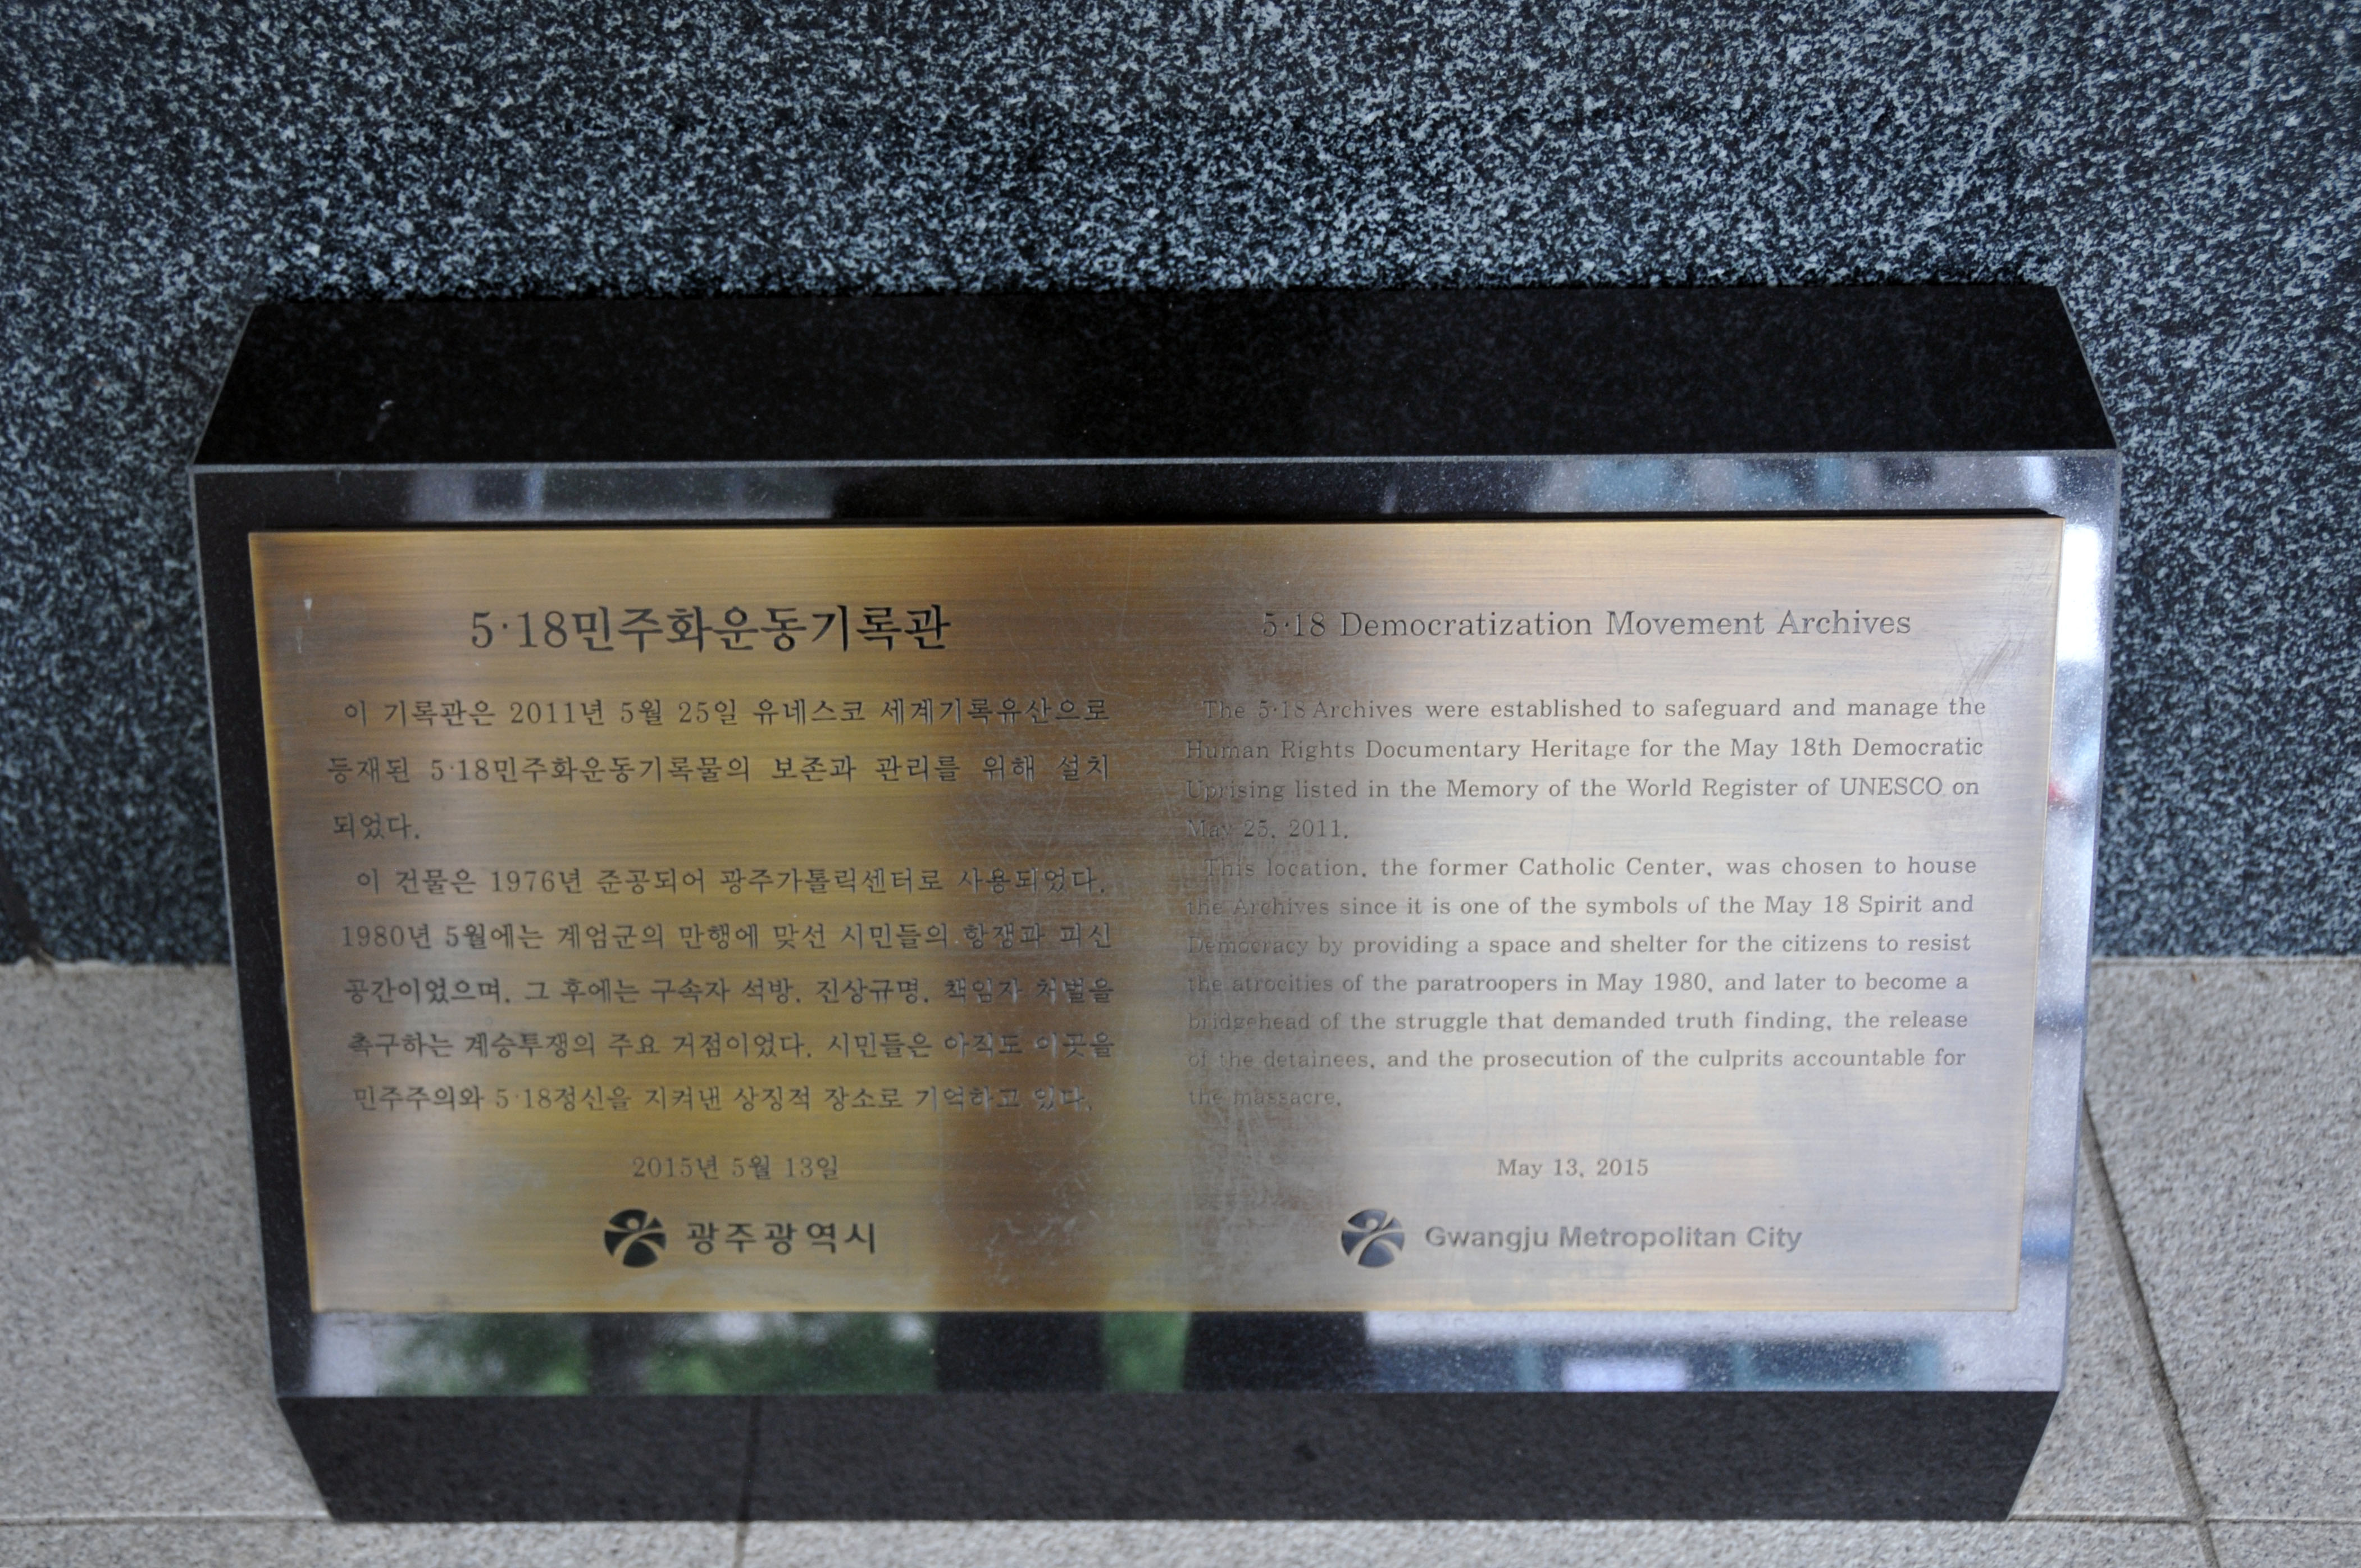 5·18민주화운동기록관
이 기록관은 2011년 5월 25일 유네스코 세계기록유산으로
등재된 5·18민주화운동기록물의 보존과 관리를 위해 설치
되었다.
이 건물은 1976년 준공되어 광주가톨릭센터로 사용되었다.
1980년 5월에는 계엄군의 만행에 맞선 시민들의 항쟁과 피신
공간이었으며, 그 후에는 구속자 석방, 진상규명, 책임자 처벌을
촉구하는 계승투쟁의 주요 거점이었다. 시민들은 아직도 이곳을
민주주의와 5·18정신을 지켜낸 상징적 장소로 기억하고 있다.
2015년 5월 13일
광주광역시
5·18 Democratization Movement Archives
The 5·18 Archives were established to safeguard and manage the
Human Rights Documentary Heritage for the May 18th Democratic
Uprising listed in the Memory of the World Register of UNESCO on
May 25, 2011.
This location, the former Catholic Center, was chosen to house
the Archives since it is one of the symbols of the May 18 Spirit and
Democracy by providing a space and shelter for the citizens to resist
the atrocities of the paratroopers in May 1980, and later to become a
bridgehead of the struggle that demanded truth finding, the release
of the detainees, and the prosecution of the culprits accountable for
the massacre.
May 13, 2015
Gwangju Metropolitan City